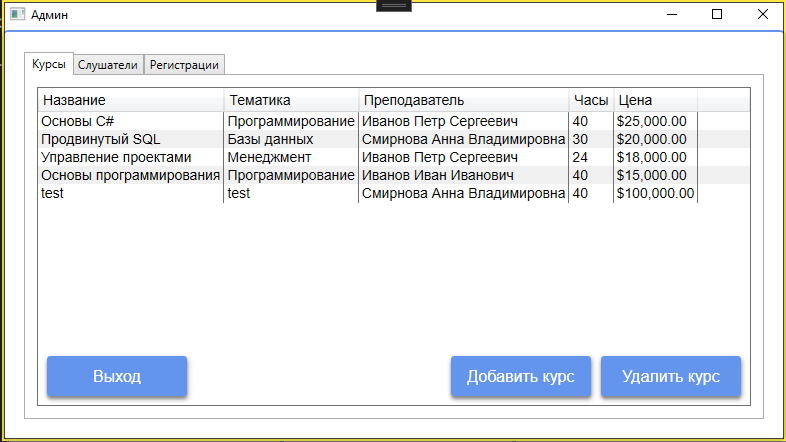 Админ
Курсы Слушатели Регистрации
Название Тематика Преподаватель Часы Цена
Основы C# Программирование Иванов Петр Сергеевич 40 $25,000.00
Продвинутый SQL Базы данных Смирнова Анна Владимировна 30 $20,000.00
Управление проектами Менеджмент Иванов Петр Сергеевич 24 $18,000.00
Основы программирования Программирование Иванов Иван Иванович 40 $15,000.00
test test Смирнова Анна Владимировна 40 $100,000.00
Выход Добавить курс Удалить курс